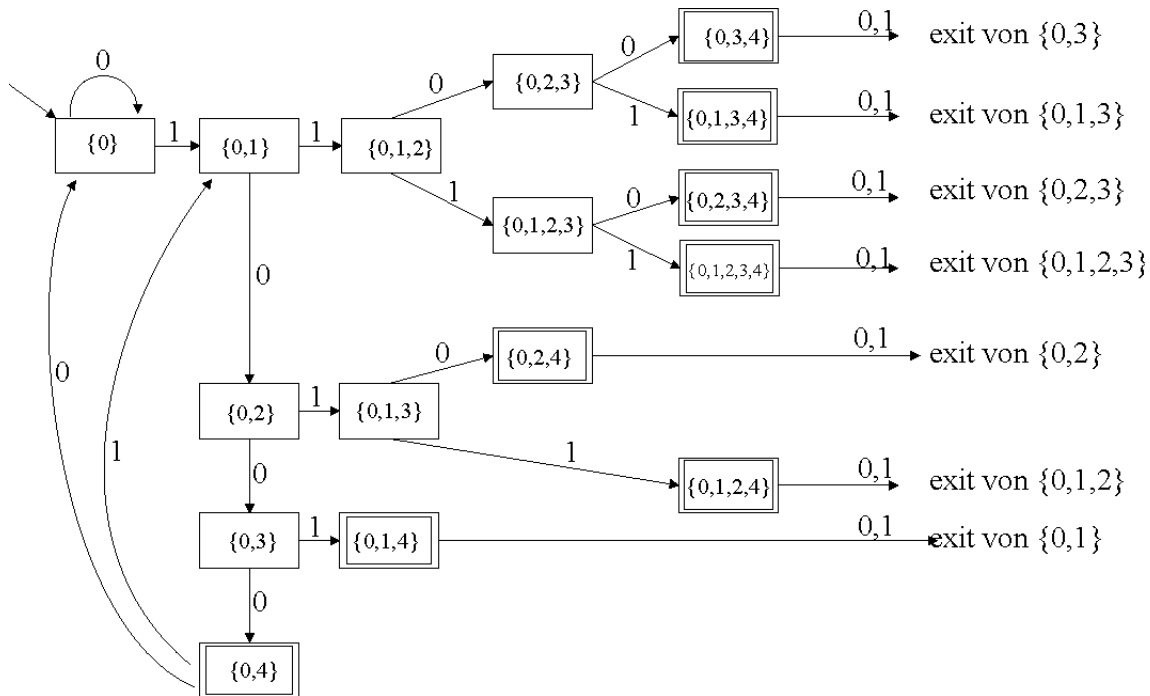 0 {0,3,4} 0,1 exit von {0,3}
0 0 {0,2,3}
1 {0,1,3,4} 0,1 exit von {0,1,3}
{0} 1 {0,1} 1 {0,1,2}
1 0 {0,2,3,4} 0,1 exit von {0,2,3}
{0,1,2,3}
1 {0,1,2,3,4} 0,1 exit von {0,1,2,3}
0
0 0 {0,2,4} 0,1 exit von {0,2}
{0,2} 1 {0,1,3}
1 0 1 {0,1,2,4} 0,1 exit von {0,1,2}
{0,3} 1 {0,1,4} 0,1 exit von {0,1}
0
{0,4}